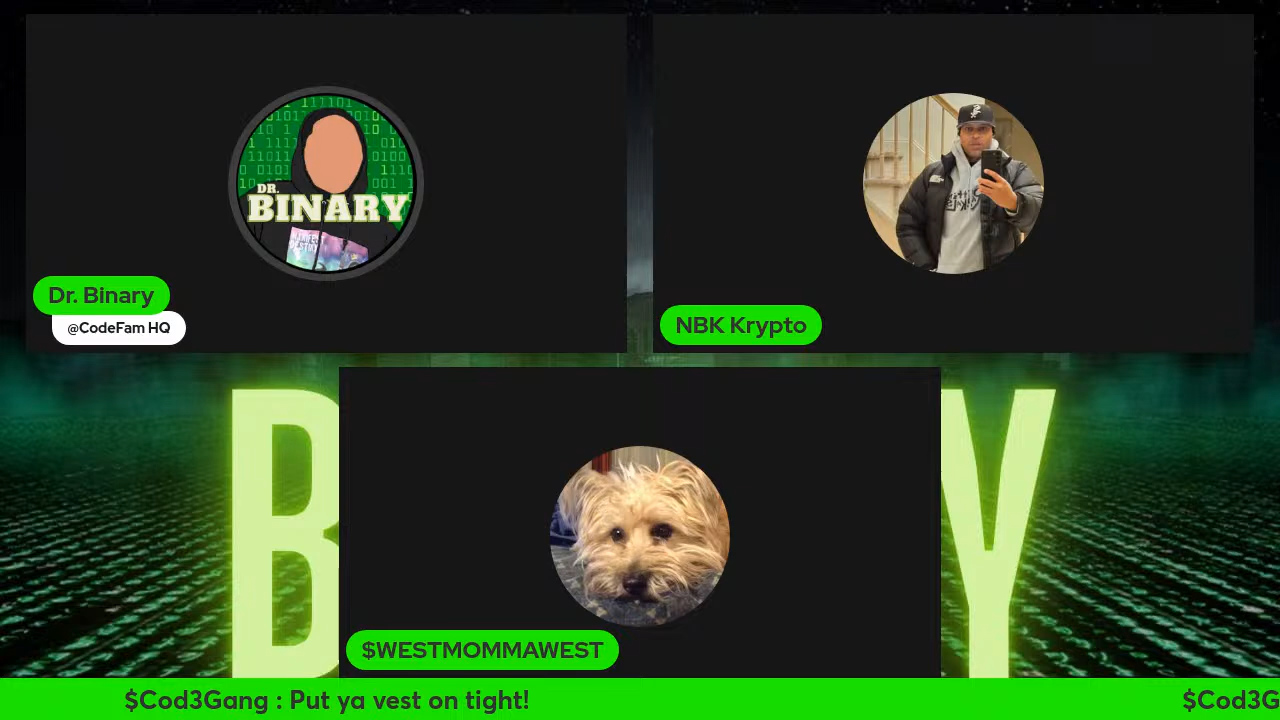 DR.
BINARY
Dr. Binary
@CodeFam HQ
NBK Krypto
B
Y
$WESTMOMMAWEST
$Cod3Gang : Put ya vest on tight!
$Cod3G